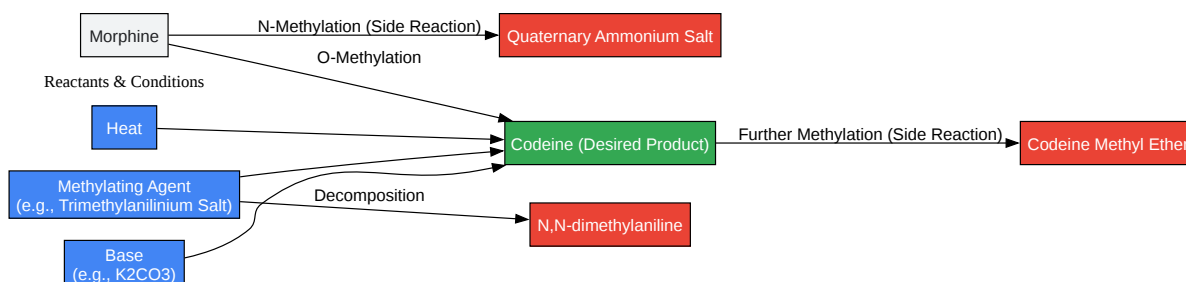 Morphine
N-Methylation (Side Reaction)
Quaternary Ammonium Salt
O-Methylation
Reactants & Conditions
Heat
Codeine (Desired Product)
Further Methylation (Side Reaction)
Codeine Methyl Ether
Methylating Agent
(e.g., Trimethylanilinium Salt)
Decomposition
N,N-dimethylaniline
Base
(e.g., K2CO3)